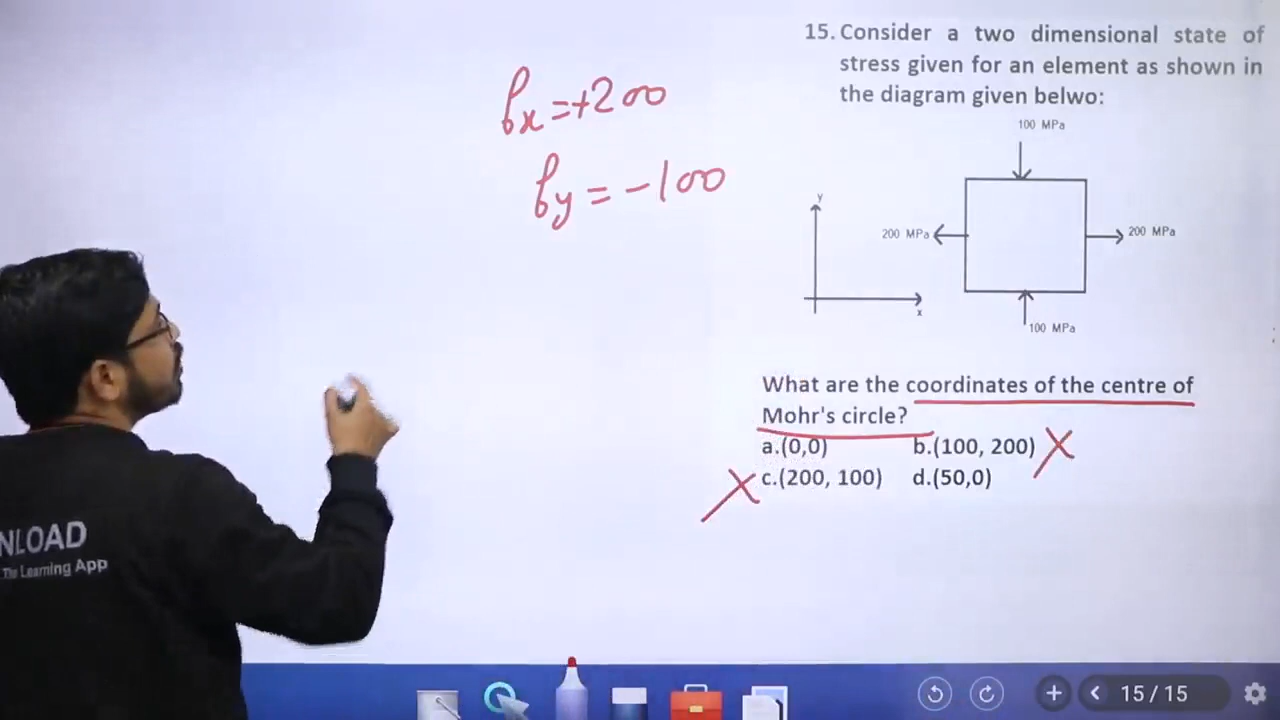 15. Consider a two dimensional state of
stress given for an element as shown in
the diagram given belwo:
fx=+200
fy=-100
100 MPa
y
200 MPa
200 MPa
x
100 MPa
What are the coordinates of the centre of
Mohr's circle?
a.(0,0) b.(100, 200)
c.(200, 100) d.(50,0)
NLOAD
The Learning App
15 / 15